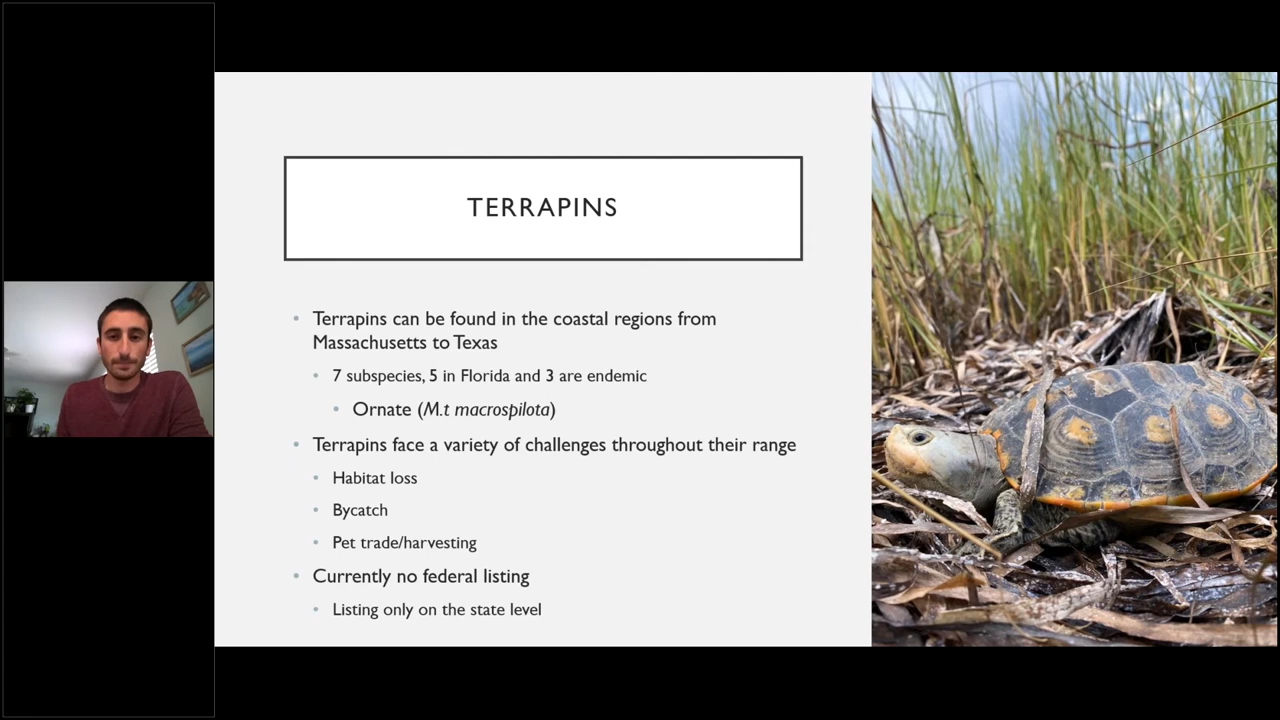 TERRAPINS
Terrapins can be found in the coastal regions from
Massachusetts to Texas
7 subspecies, 5 in Florida and 3 are endemic
Ornate (M.t macrospilota)
Terrapins face a variety of challenges throughout their range
Habitat loss
Bycatch
Pet trade/harvesting
Currently no federal listing
Listing only on the state level